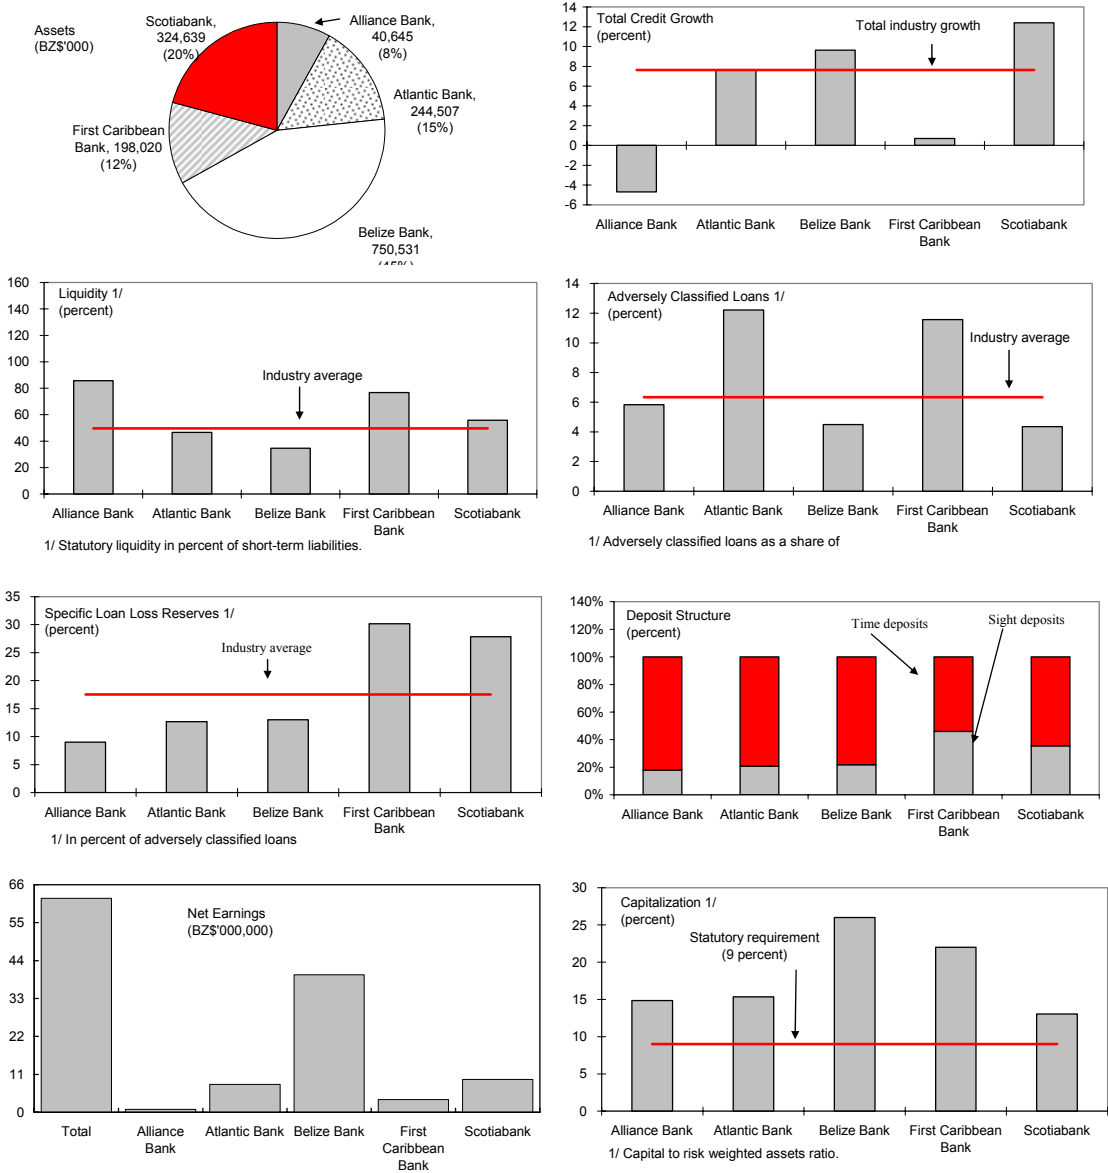 Assets
(BZ$'000)
Scotiabank,
324,639
(20%)
Alliance Bank,
40,645
(8%)
Atlantic Bank,
244,507
(15%)
First Caribbean
Bank, 198,020
(12%)
Belize Bank,
750,531
Total Credit Growth
(percent)
Total industry growth
14
12
10
8
6
4
2
0
-2
-4
-6
Alliance Bank
Atlantic Bank
Belize Bank
First Caribbean
Bank
Scotiabank
Liquidity 1/
(percent)
Industry average
160
140
120
100
80
60
40
20
0
Alliance Bank
Atlantic Bank
Belize Bank
First Caribbean
Bank
Scotiabank
1/ Statutory liquidity in percent of short-term liabilities.
Adversely Classified Loans 1/
(percent)
Industry average
14
12
10
8
6
4
2
0
Alliance Bank
Atlantic Bank
Belize Bank
First Caribbean
Bank
Scotiabank
1/ Adversely classified loans as a share of
Specific Loan Loss Reserves 1/
(percent)
Industry average
35
30
25
20
15
10
5
0
Alliance Bank
Atlantic Bank
Belize Bank
First Caribbean
Bank
Scotiabank
1/ In percent of adversely classified loans
Deposit Structure
(percent)
Time deposits
Sight deposits
140%
120%
100%
80%
60%
40%
20%
0%
Alliance Bank
Atlantic Bank
Belize Bank
First Caribbean
Bank
Scotiabank
Net Earnings
(BZ$'000,000)
66
55
44
33
22
11
0
Total
Alliance
Bank
Atlantic Bank
Belize Bank
First
Caribbean
Bank
Scotiabank
Capitalization 1/
(percent)
Statutory requirement
(9 percent)
30
25
20
15
10
5
0
Alliance Bank
Atlantic Bank
Belize Bank
First Caribbean
Bank
Scotiabank
1/ Capital to risk weighted assets ratio.